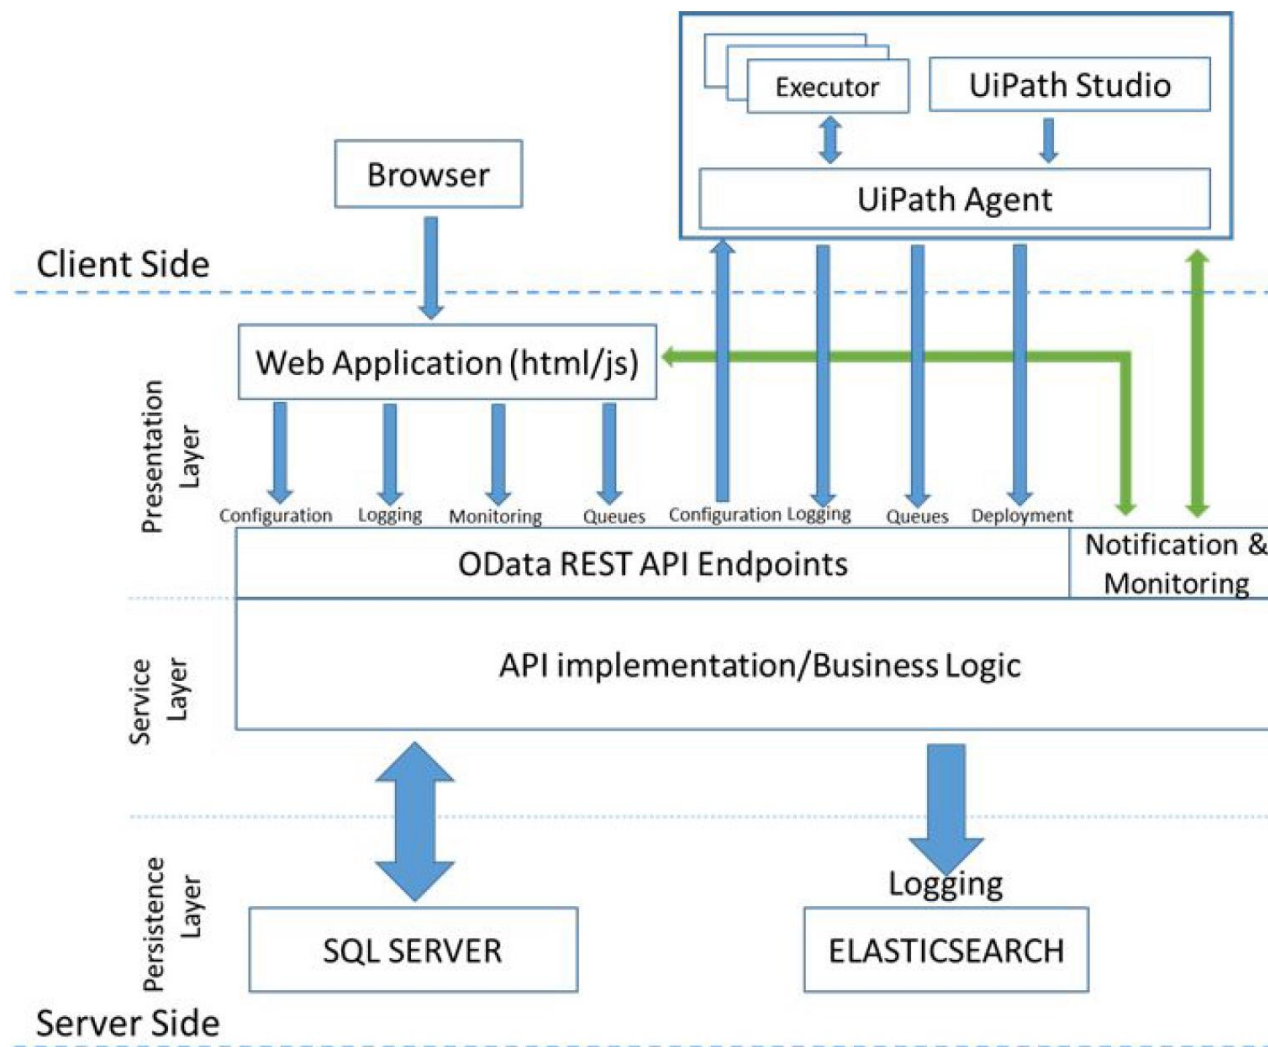 Executor
UiPath Studio
Browser
UiPath Agent
Client Side
Web Application (html/js)
Presentation
Layer
Configuration
Logging
Monitoring
Queues
Configuration
Logging
Queues
Deployment
OData REST API Endpoints
Notification &
Monitoring
Service
Layer
API implementation/Business Logic
Persistence
Layer
Logging
SQL SERVER
ELASTICSEARCH
Server Side